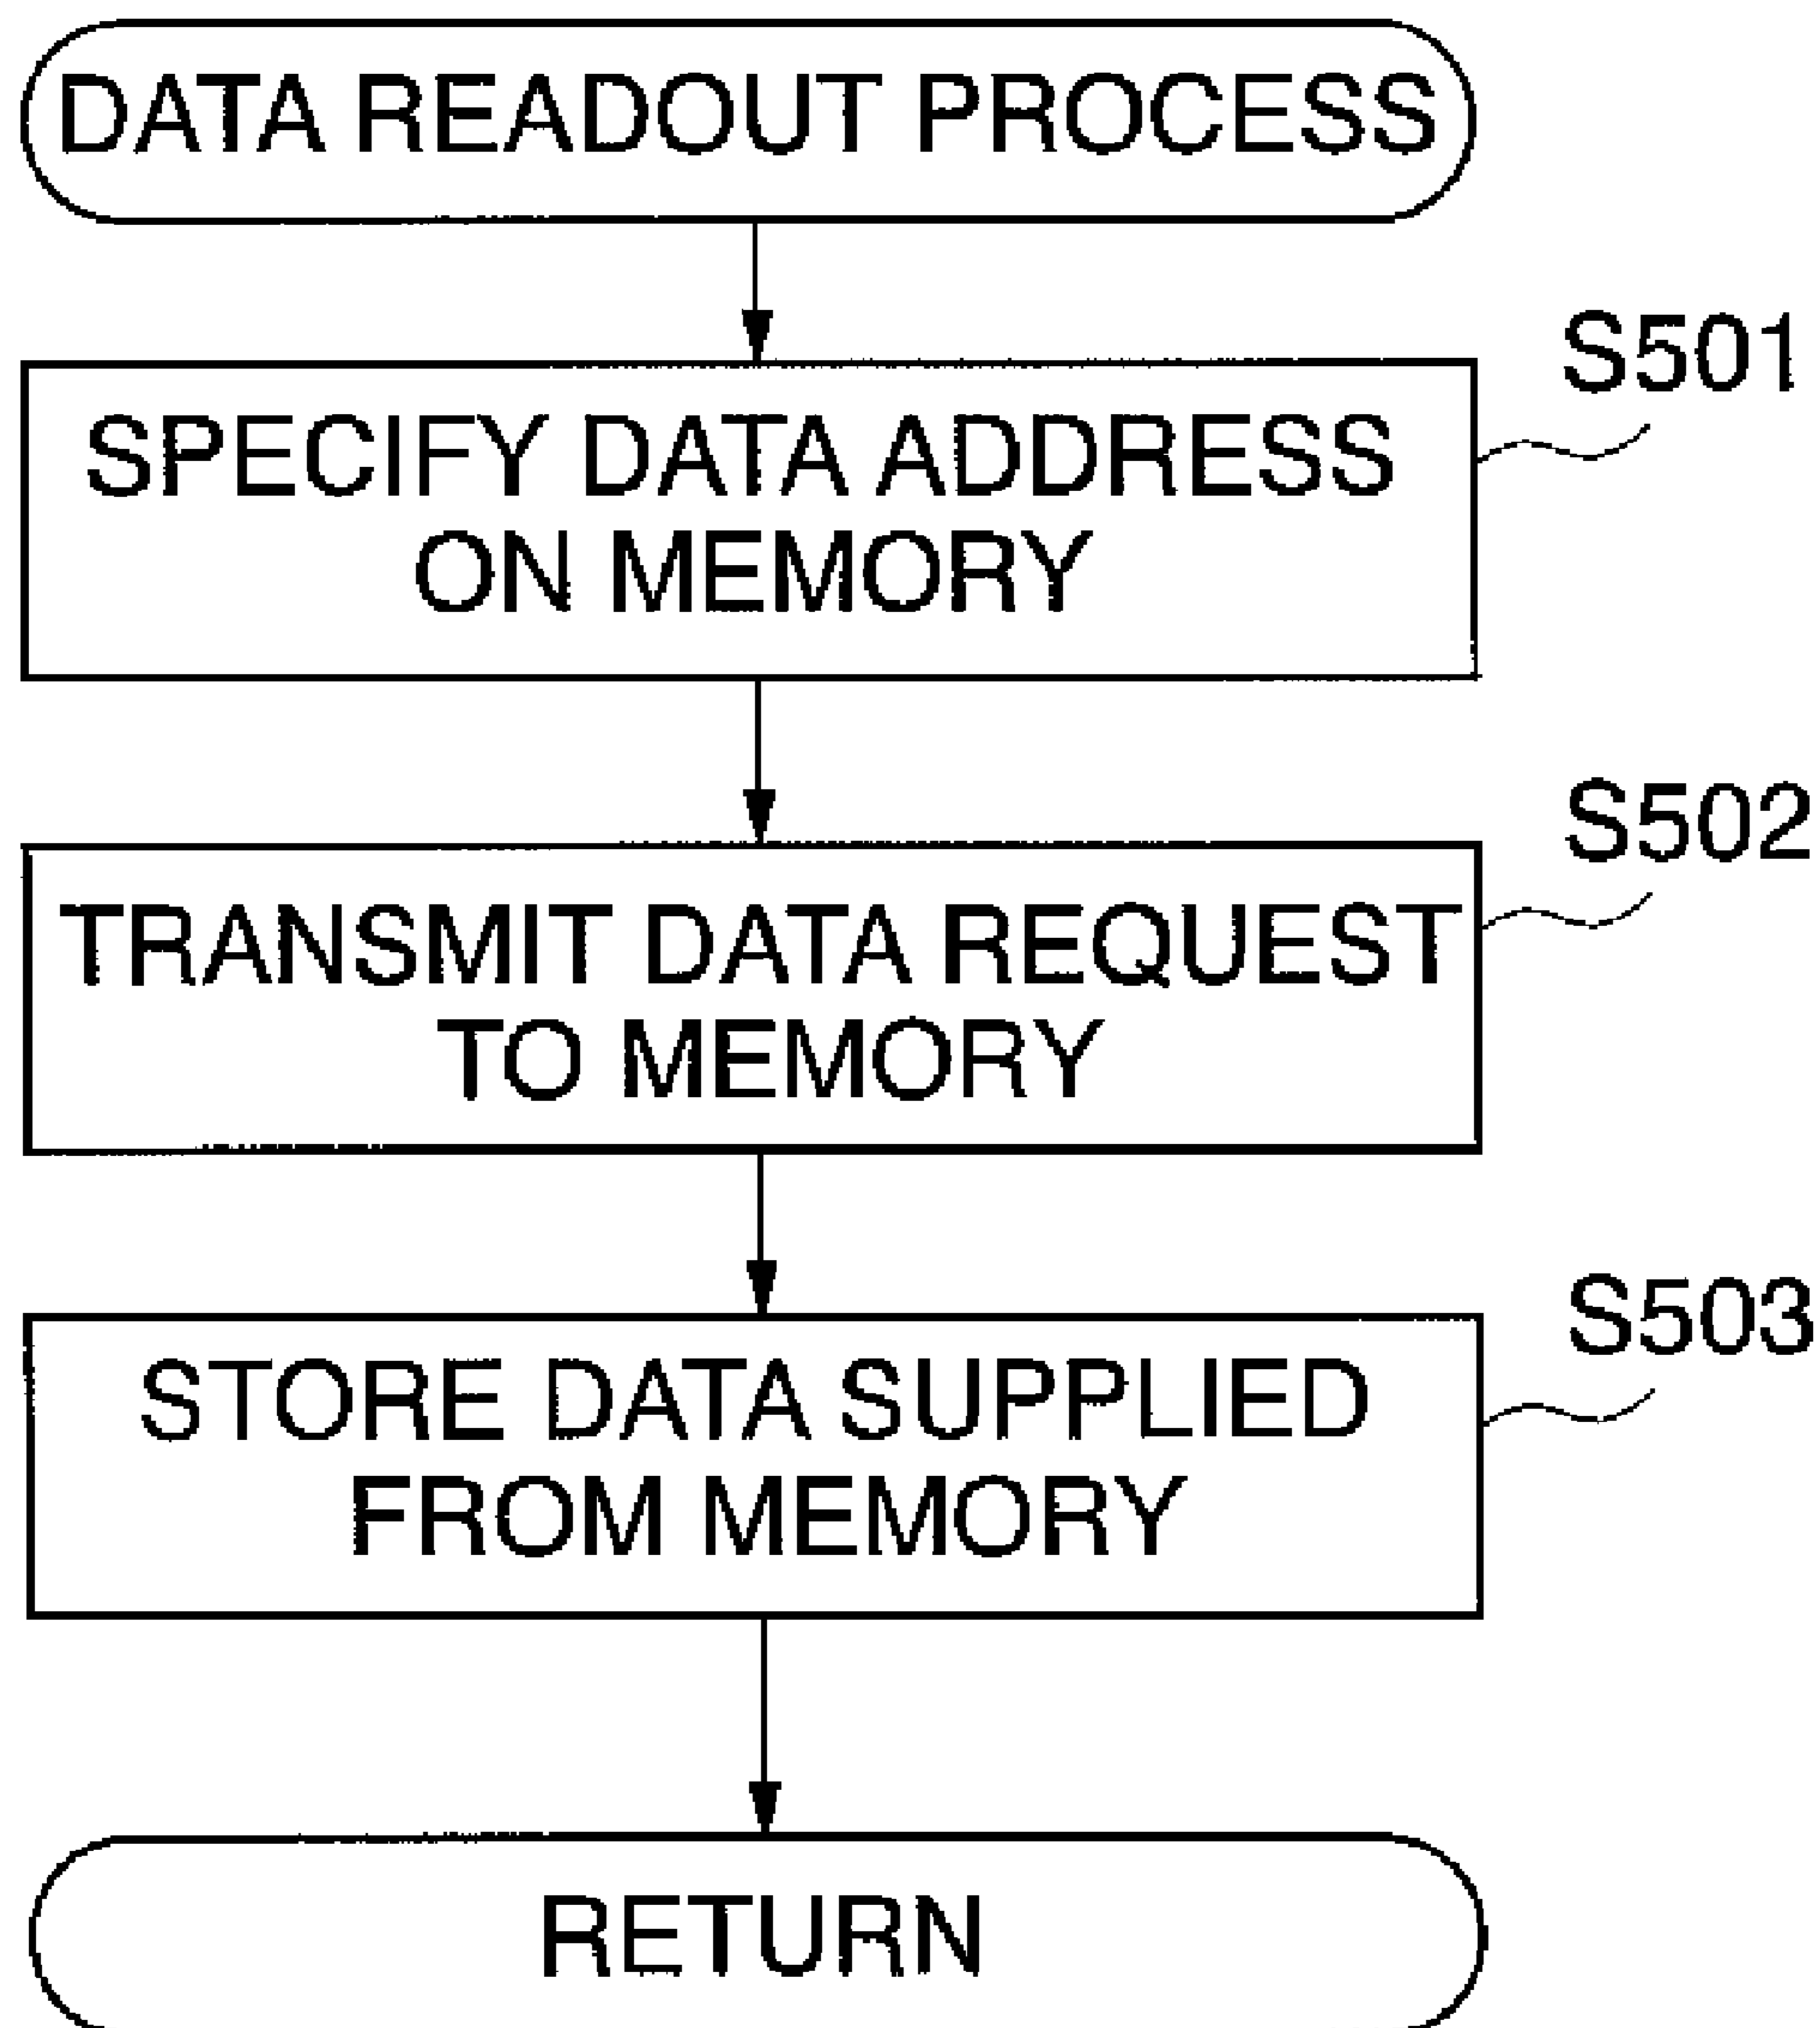 DATA READOUT PROCESS
S501
SPECIFY DATA ADDRESS
ON MEMORY
S502
TRANSMIT DATA REQUEST
TO MEMORY
S503
STORE DATA SUPPLIED
FROM MEMORY
RETURN